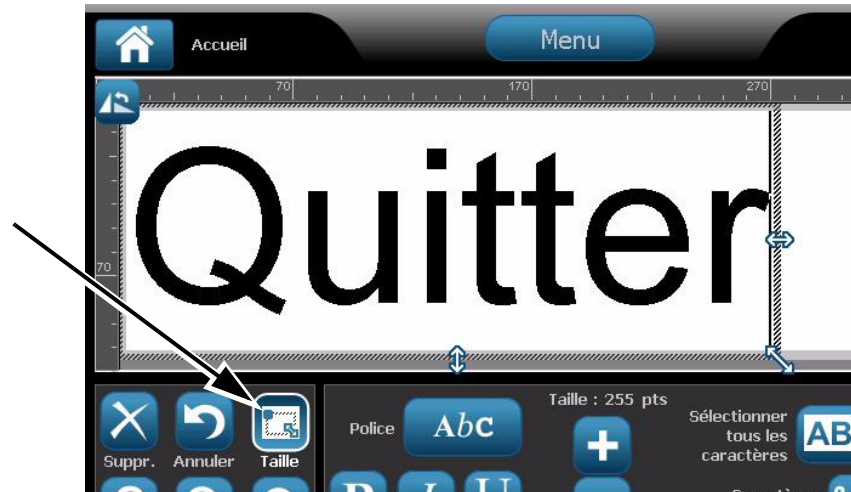 Accueil
Menu
70
170
270
70
Quitter
Taille : 255 pts
Police
AbC
Sélectionner
tous les
caractères
AB
Suppr.
Annuler
Taille
B I U